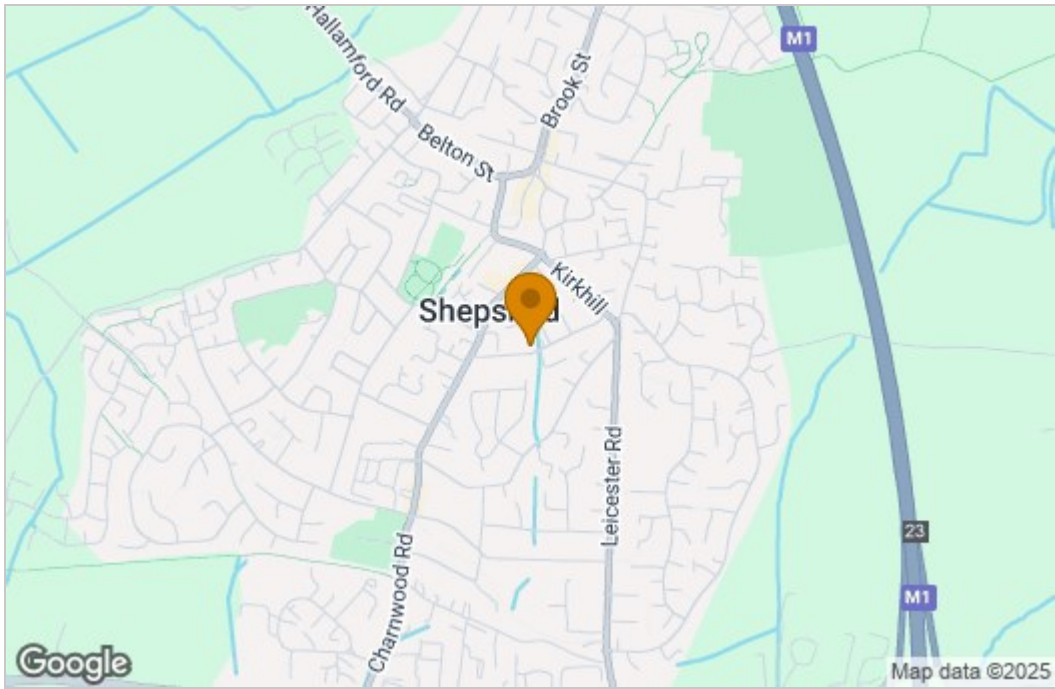 Hallamford Rd
Belton St
Brook St
M1
Kirkhill
Leicester Rd
23
M1
Charnwood Rd
Google
Map data ©2025